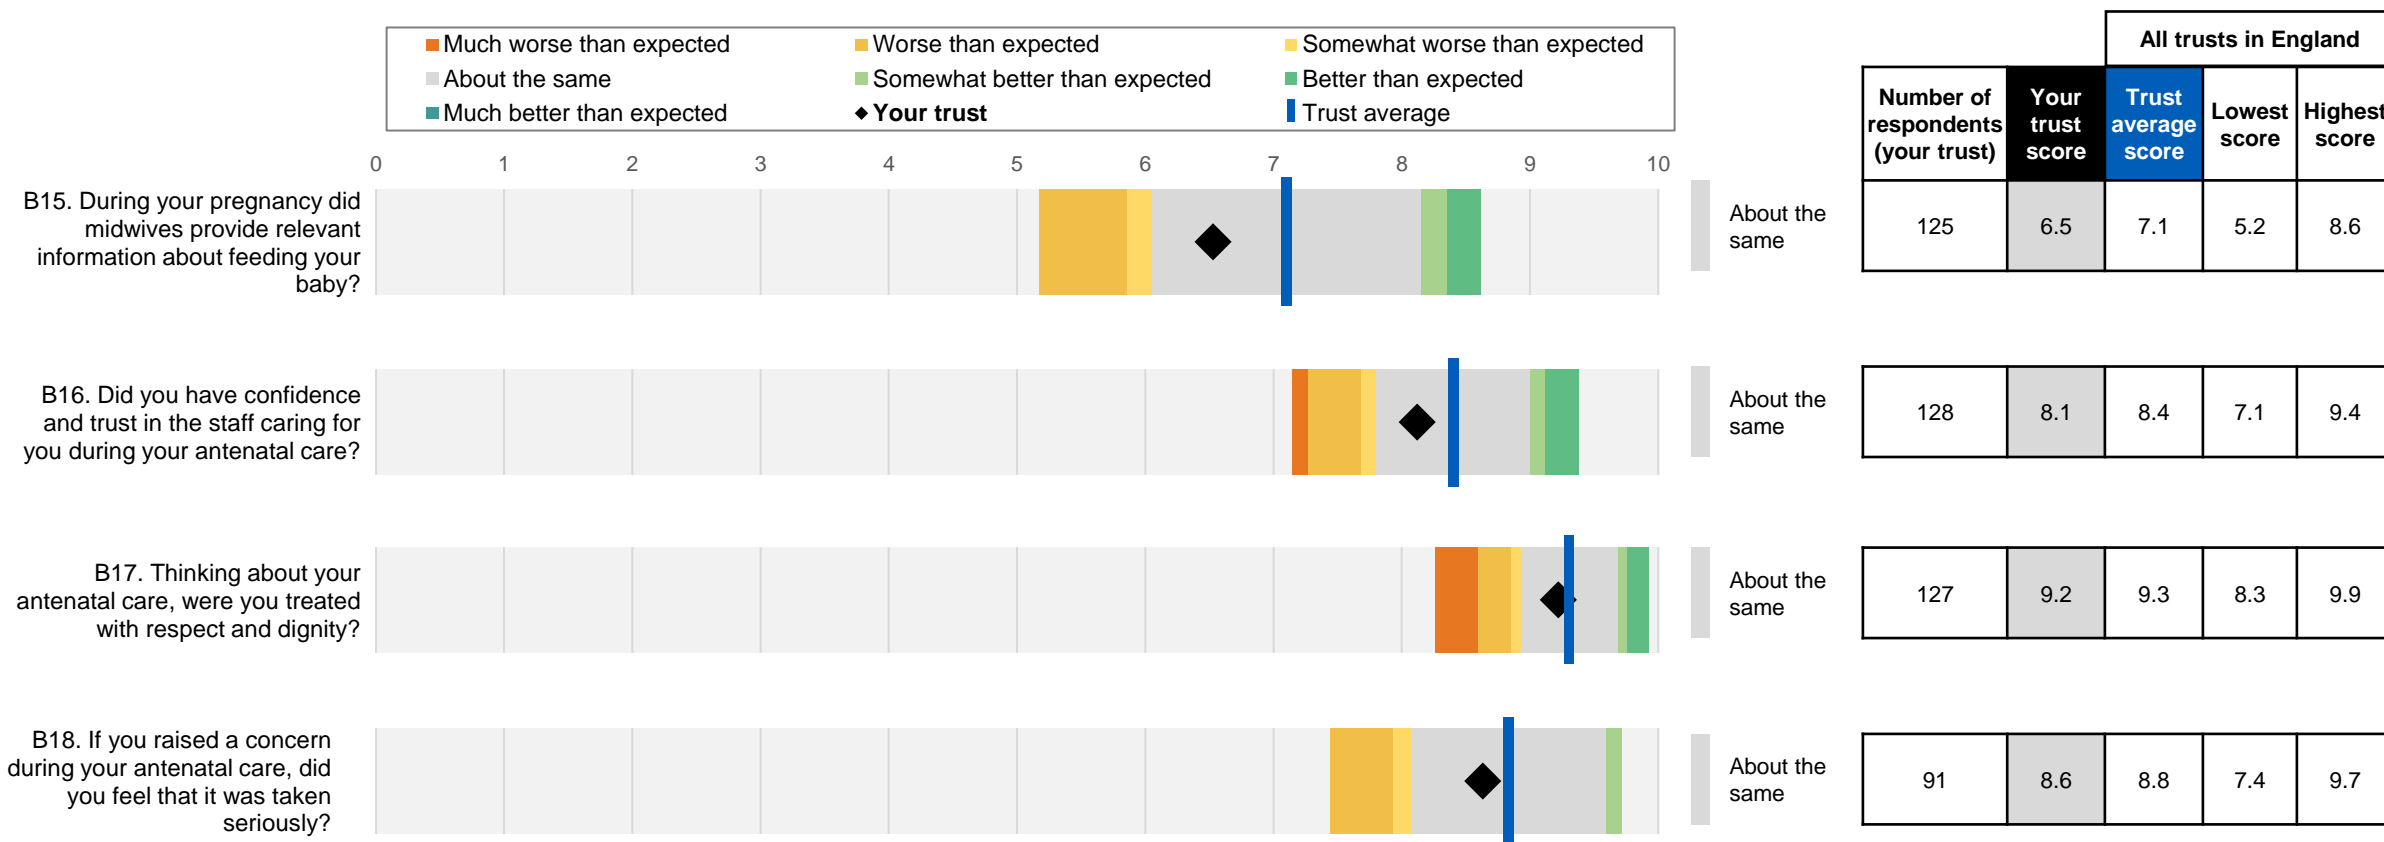 Much worse than expected
Worse than expected
Somewhat worse than expected
About the same
Somewhat better than expected
Better than expected
Much better than expected
Your trust
Trust average
All trusts in England
Number of
respondents
(your trust)
Your
trust
score
Trust
average
score
Lowest
score
Highest
score
0 1 2 3 4 5 6 7 8 9 10
B15. During your pregnancy did
midwives provide relevant
information about feeding your
baby?
About the
same
125 6.5 7.1 5.2 8.6
B16. Did you have confidence
and trust in the staff caring for
you during your antenatal care?
About the
same
128 8.1 8.4 7.1 9.4
B17. Thinking about your
antenatal care, were you treated
with respect and dignity?
About the
same
127 9.2 9.3 8.3 9.9
B18. If you raised a concern
during your antenatal care, did
you feel that it was taken
seriously?
About the
same
91 8.6 8.8 7.4 9.7